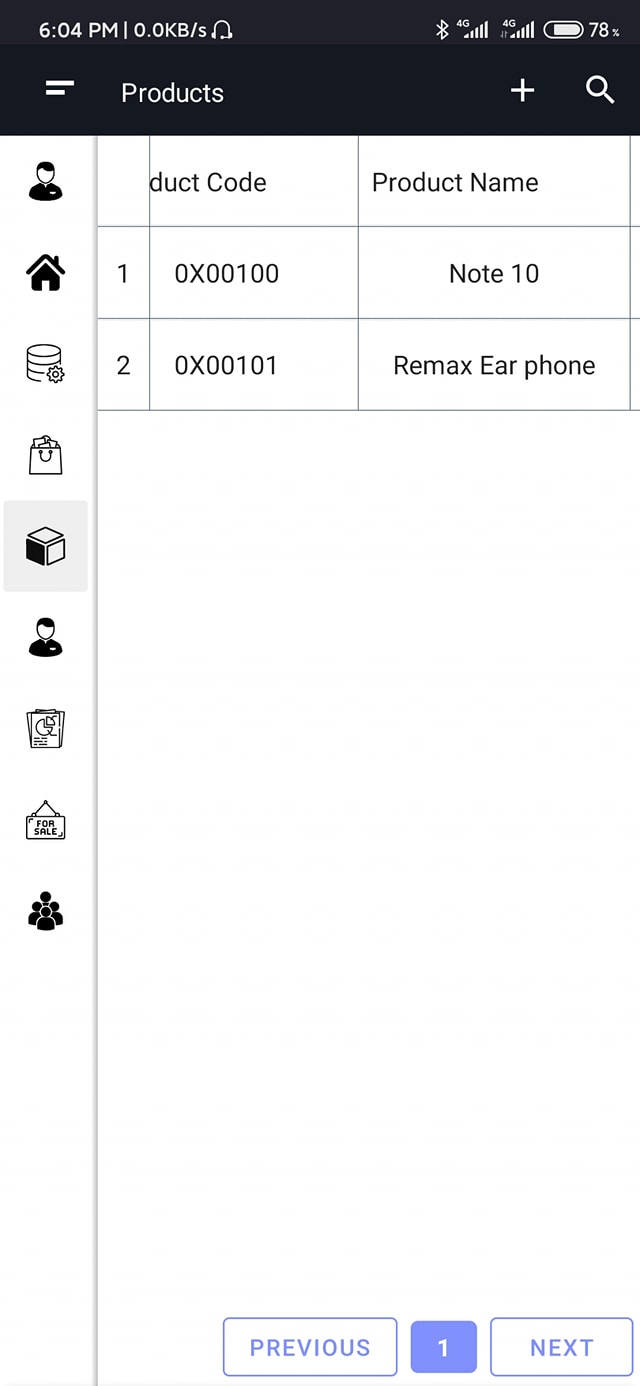 6:04 PM | 0.0KB/s 4G 4G 78%
Products
duct Code Product Name
1 0X00100 Note 10
2 0X00101 Remax Ear phone
FOR
SALE
PREVIOUS 1 NEXT